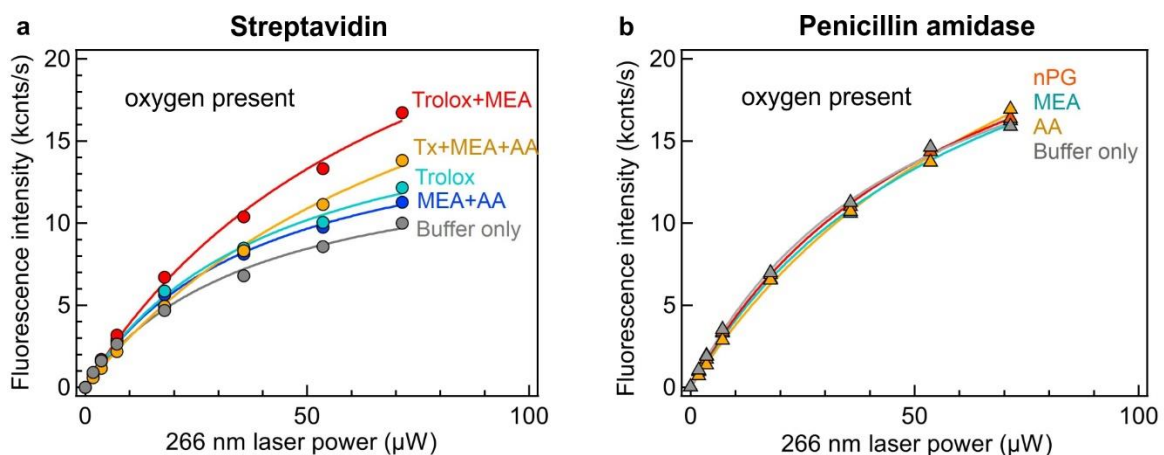 a
Streptavidin
Fluorescence intensity (kcnts/s)
20
15
10
5
0
oxygen present
Trolox+MEA
Tx+MEA+AA
Trolox
MEA+AA
Buffer only
0
50
100
266 nm laser power (µW)
b
Penicillin amidase
Fluorescence intensity (kcnts/s)
20
15
10
5
0
oxygen present
nPG
MEA
AA
Buffer only
0
50
100
266 nm laser power (µW)